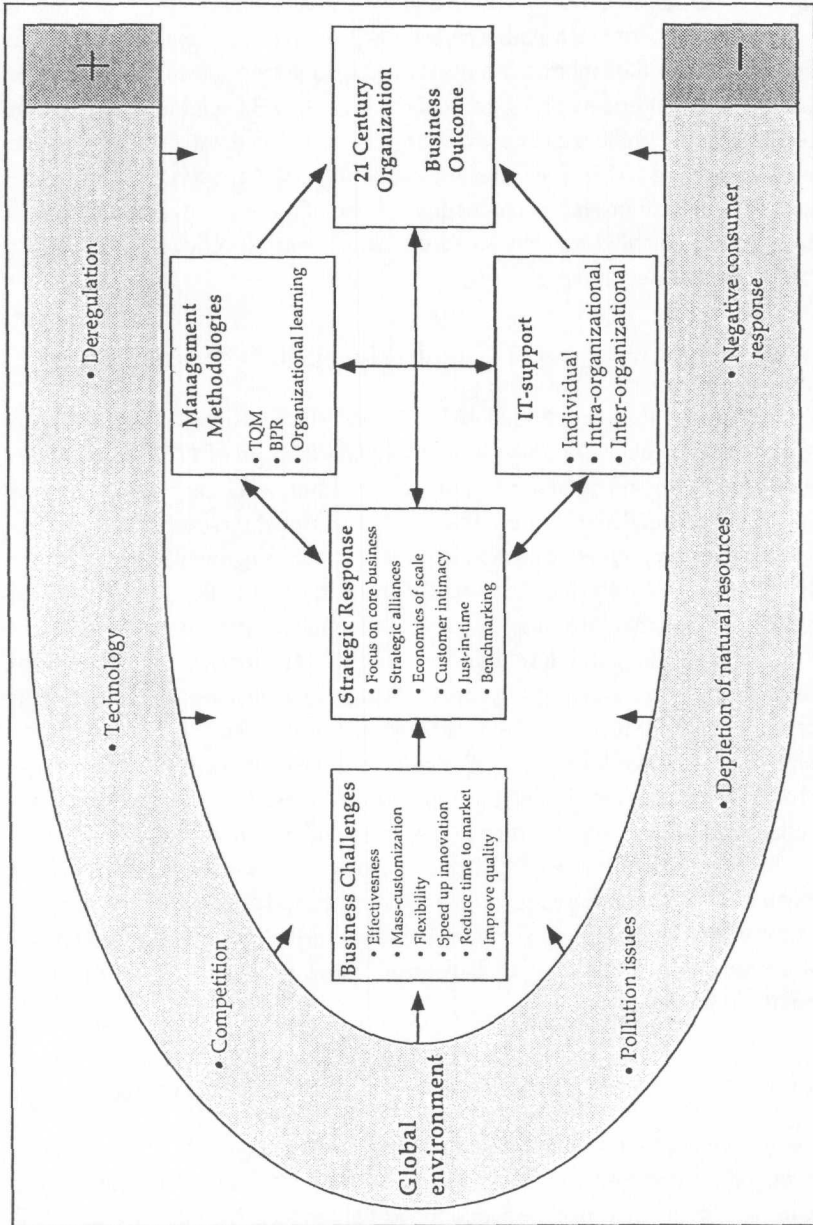 Global
environment
• Competition
• Technology
• Deregulation
+
Business Challenges
• Effectivesness
• Mass-customization
• Flexibility
• Speed up innovation
• Reduce time to market
• Improve quality
Strategic Response
• Focus on core business
• Strategic alliances
• Economies of scale
• Customer intimacy
• Just-in-time
• Benchmarking
Management
Methodologies
• TQM
• BPR
• Organizational learning
IT-support
• Individual
• Intra-organizational
• Inter-organizational
21 Century
Organization
Business
Outcome
• Pollution issues
• Depletion of natural resources
• Negative consumer
response
−